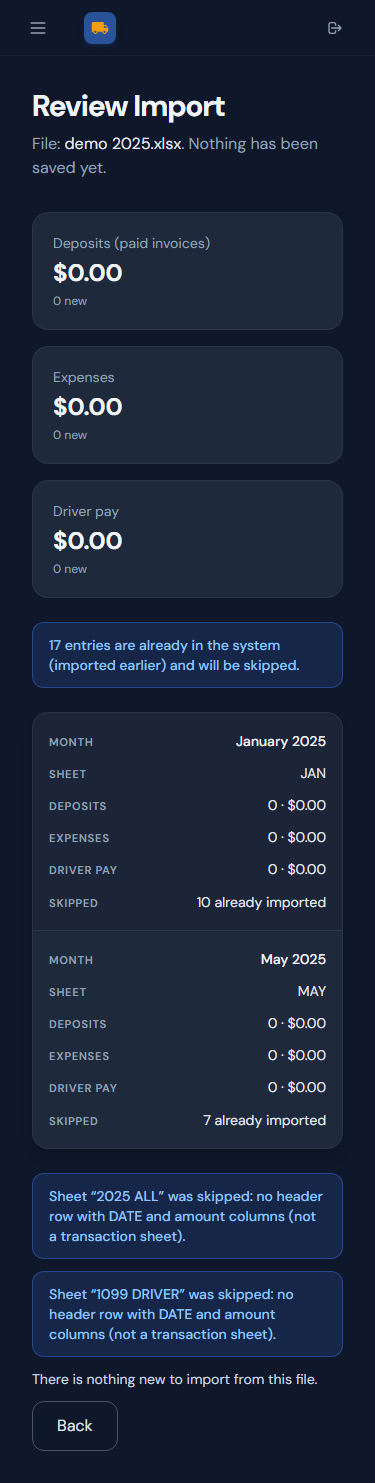 Review Import
File: demo 2025.xlsx. Nothing has been
saved yet.
Deposits (paid invoices)
$0.00
0 new
Expenses
$0.00
0 new
Driver pay
$0.00
0 new
17 entries are already in the system
(imported earlier) and will be skipped.
MONTH January 2025
SHEET JAN
DEPOSITS 0 · $0.00
EXPENSES 0 · $0.00
DRIVER PAY 0 · $0.00
SKIPPED 10 already imported
MONTH May 2025
SHEET MAY
DEPOSITS 0 · $0.00
EXPENSES 0 · $0.00
DRIVER PAY 0 · $0.00
SKIPPED 7 already imported
Sheet “2025 ALL” was skipped: no header
row with DATE and amount columns (not
a transaction sheet).
Sheet “1099 DRIVER” was skipped: no
header row with DATE and amount
columns (not a transaction sheet).
There is nothing new to import from this file.
Back